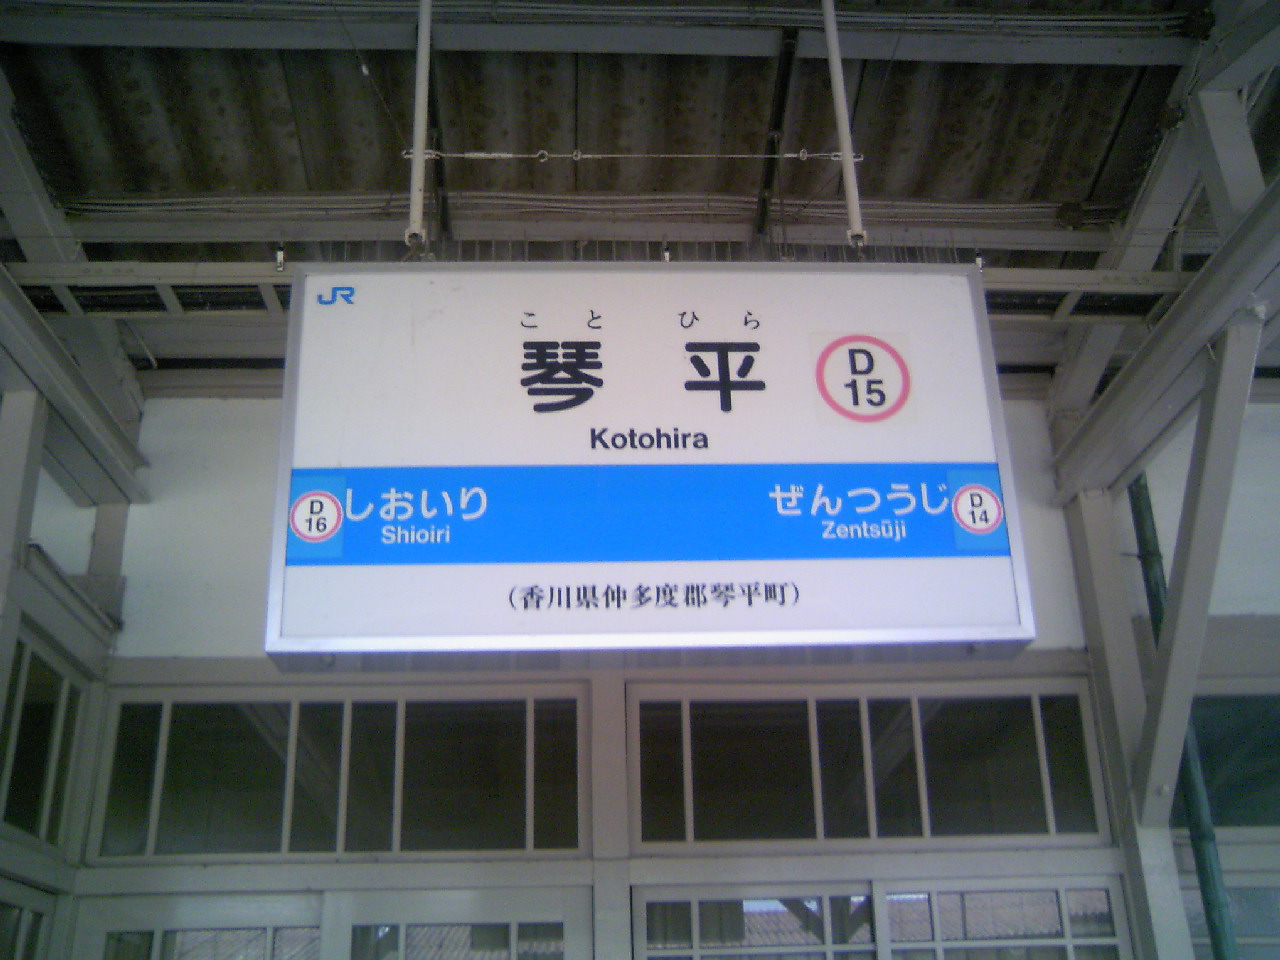 JR
ことひら
琴平
D
15
Kotohira
D
16
しおいり
Shioiri
ぜんつうじ
Zentsūji
D
14
(香川県仲多度郡琴平町)